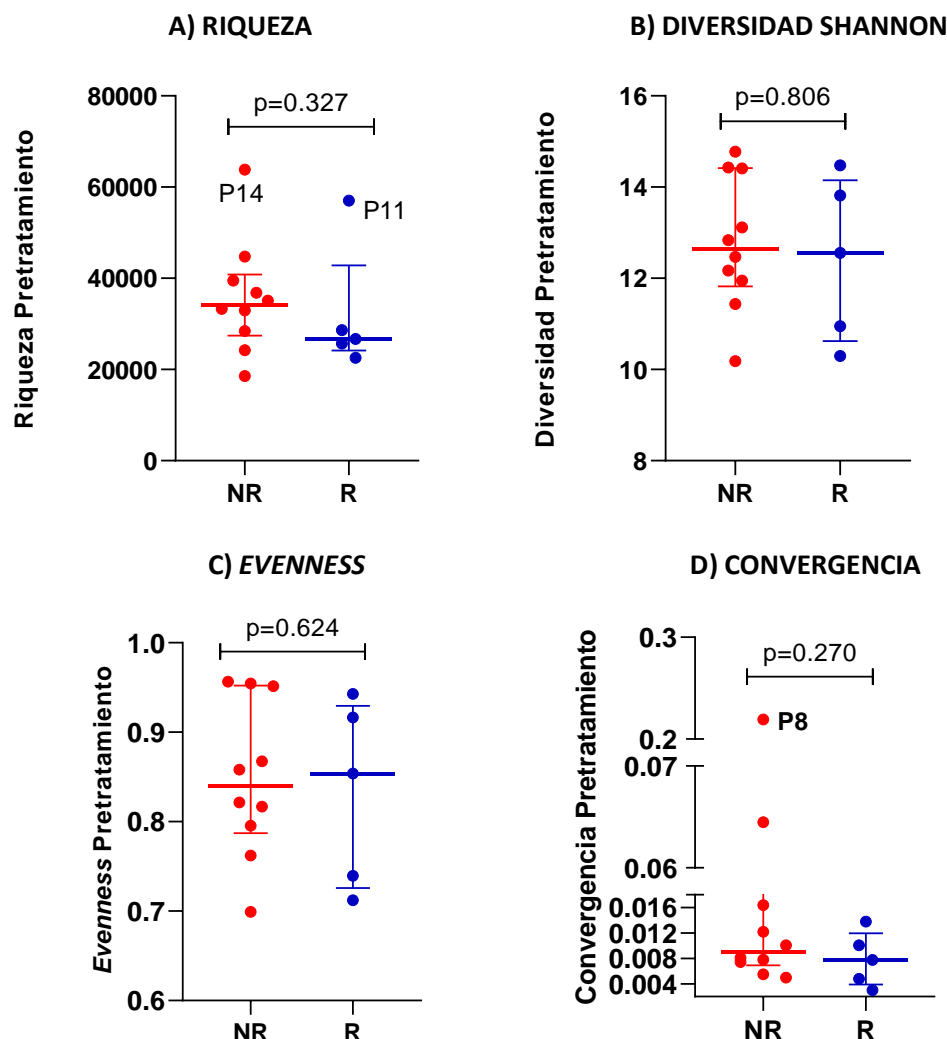 A) RIQUEZA
Riqueza Pretratamiento
80000
60000
40000
20000
0
p=0.327
P14
P11
NR
R
B) DIVERSIDAD SHANNON
Diversidad Pretratamiento
16
14
12
10
8
p=0.806
NR
R
C) EVENNESS
Evenness Pretratamiento
1.0
0.9
0.8
0.7
0.6
p=0.624
NR
R
D) CONVERGENCIA
Convergencia Pretratamiento
0.3
0.2
0.07
0.06
0.016
0.012
0.008
0.004
p=0.270
P8
NR
R